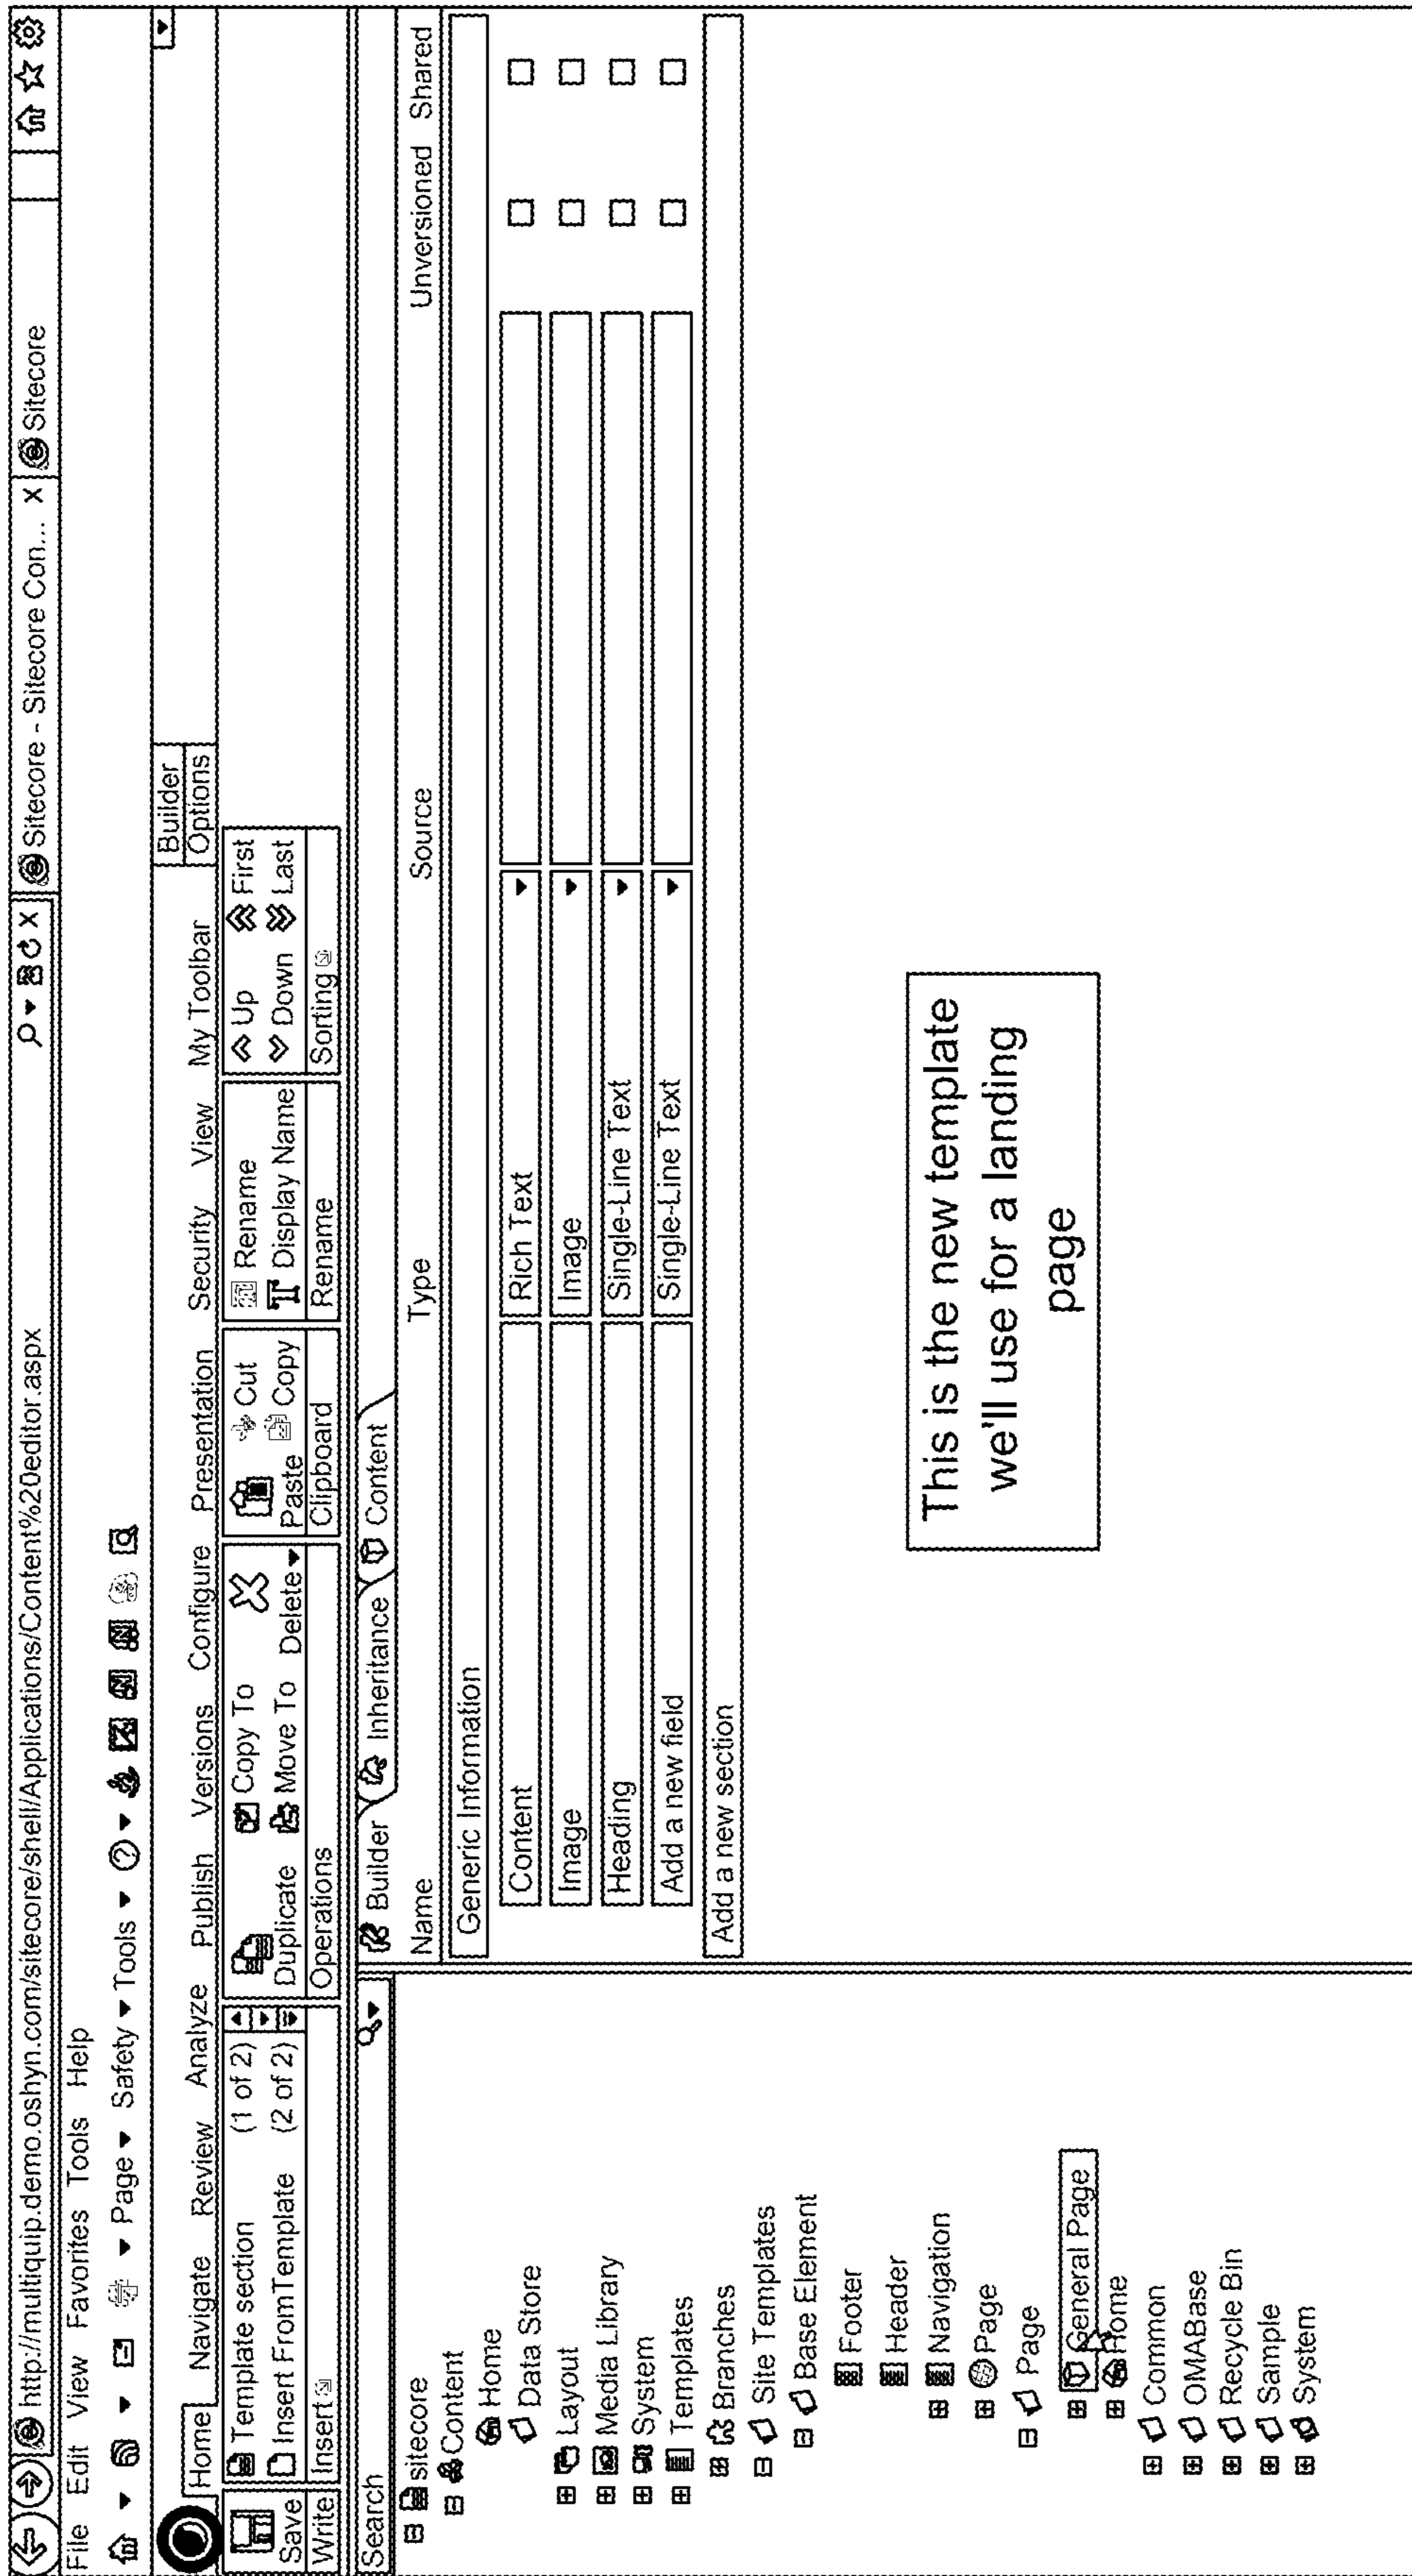 http://multiquip.demo.oshyn.com/sitecore/shell/Applications/Content%20editor.aspx X Sitecore - Sitecore Con... X Sitecore
File Edit View Favorites Tools Help
Page Safety Tools
Builder
Home Navigate Review Analyze Publish Versions Configure Presentation Security View My Toolbar Options
Template section (1 of 2) Copy To Cut Rename Up First
Save Insert FromTemplate (2 of 2) Duplicate Move To Delete Paste Copy Display Name Down Last
Write Insert Operations Clipboard Rename Sorting
Search
Builder Inheritance Content
Name Type Source Unversioned Shared
Generic Information
Content Rich Text
Image Image
Heading Single-Line Text
Add a new field Single-Line Text
Add a new section
sitecore
Content
Home
Data Store
Layout
Media Library
System
Templates
Branches
Site Templates
Base Element
Footer
Header
Navigation
Page
Page
General Page
Home
Common
OMABase
Recycle Bin
Sample
System
This is the new template
we'll use for a landing
page